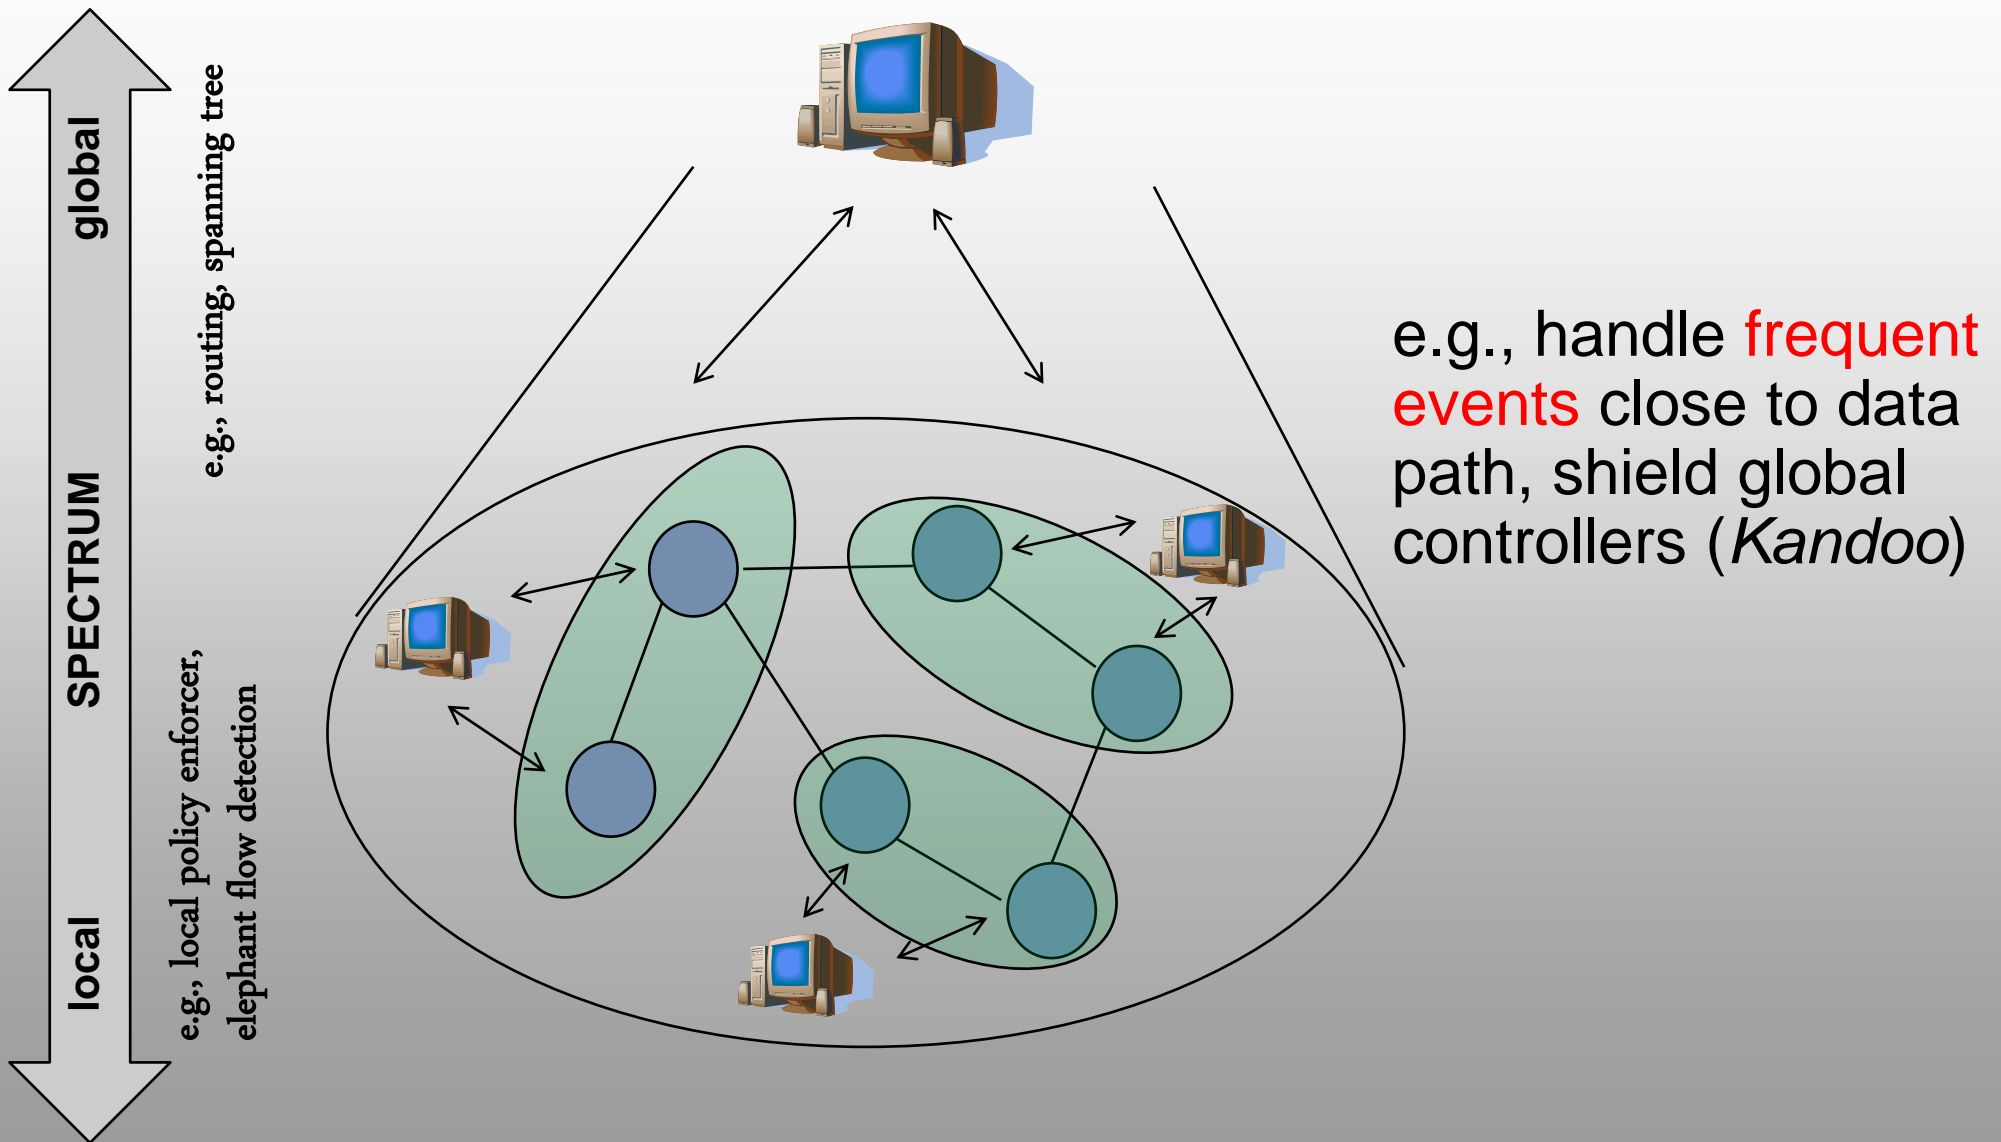 global
SPECTRUM
local
e.g., routing, spanning tree
e.g., local policy enforcer,
elephant flow detection
e.g., handle frequent
events close to data
path, shield global
controllers (Kandoo)